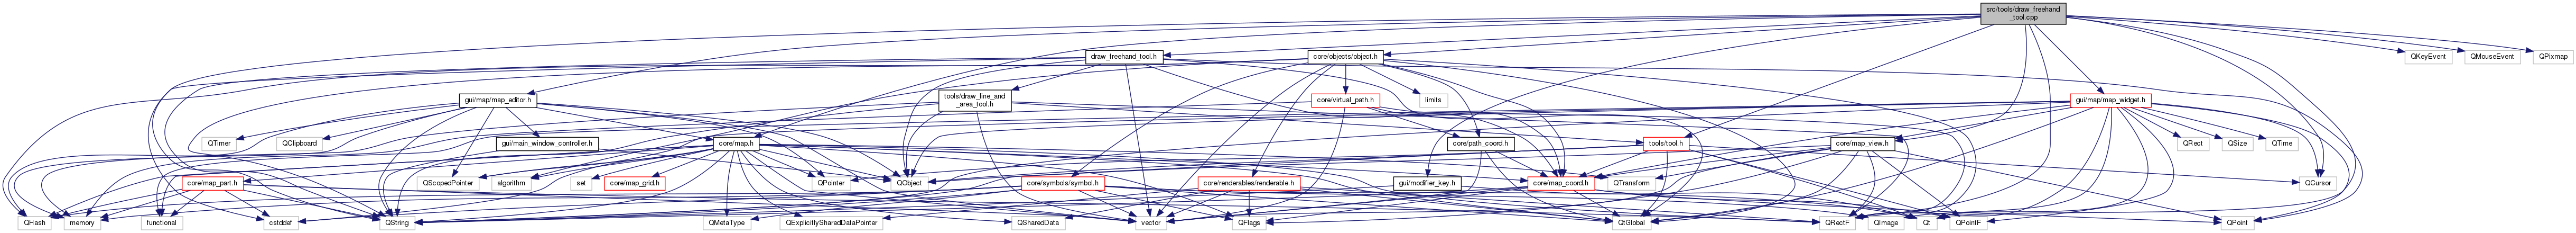 src/tools/draw_freehand
_tool.cpp
draw_freehand_tool.h
core/objects/object.h
QKeyEvent
QMouseEvent
QPixmap
gui/map/map_editor.h
tools/draw_line_and
_area_tool.h
core/virtual_path.h
limits
gui/map/map_widget.h
QTimer
QClipboard
gui/main_window_controller.h
core/map.h
core/path_coord.h
tools/tool.h
core/map_view.h
QRect
QSize
QTime
core/map_part.h
QScopedPointer
algorithm
set
core/map_grid.h
QPointer
QObject
core/symbols/symbol.h
core/renderables/renderable.h
gui/modifier_key.h
core/map_coord.h
QTransform
QCursor
QHash
memory
functional
cstddef
QString
QMetaType
QExplicitlySharedDataPointer
QSharedData
vector
QFlags
QtGlobal
QRectF
QImage
Qt
QPointF
QPoint